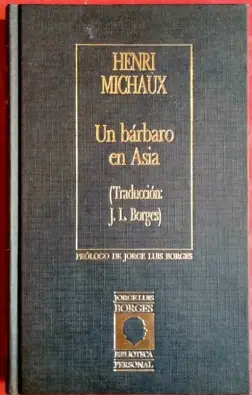 HENRI
MICHAUX
Un bárbaro
en Asia
(Traducción:
J. L. Borges)
PRÓLOGO DE JORGE LUIS BORGES
JORGE LUIS
BORGES
BIBLIOTECA
PERSONAL